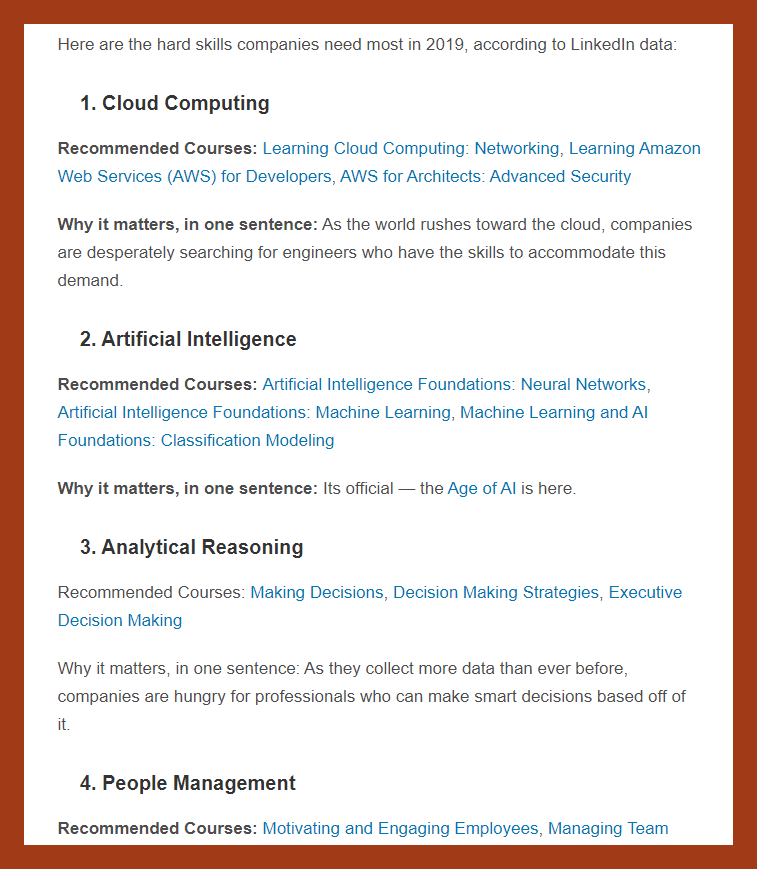 Here are the hard skills companies need most in 2019, according to LinkedIn data:
1. Cloud Computing
Recommended Courses: Learning Cloud Computing: Networking, Learning Amazon
Web Services (AWS) for Developers, AWS for Architects: Advanced Security
Why it matters, in one sentence: As the world rushes toward the cloud, companies
are desperately searching for engineers who have the skills to accommodate this
demand.
2. Artificial Intelligence
Recommended Courses: Artificial Intelligence Foundations: Neural Networks,
Artificial Intelligence Foundations: Machine Learning, Machine Learning and AI
Foundations: Classification Modeling
Why it matters, in one sentence: Its official — the Age of AI is here.
3. Analytical Reasoning
Recommended Courses: Making Decisions, Decision Making Strategies, Executive
Decision Making
Why it matters, in one sentence: As they collect more data than ever before,
companies are hungry for professionals who can make smart decisions based off of
it.
4. People Management
Recommended Courses: Motivating and Engaging Employees, Managing Team